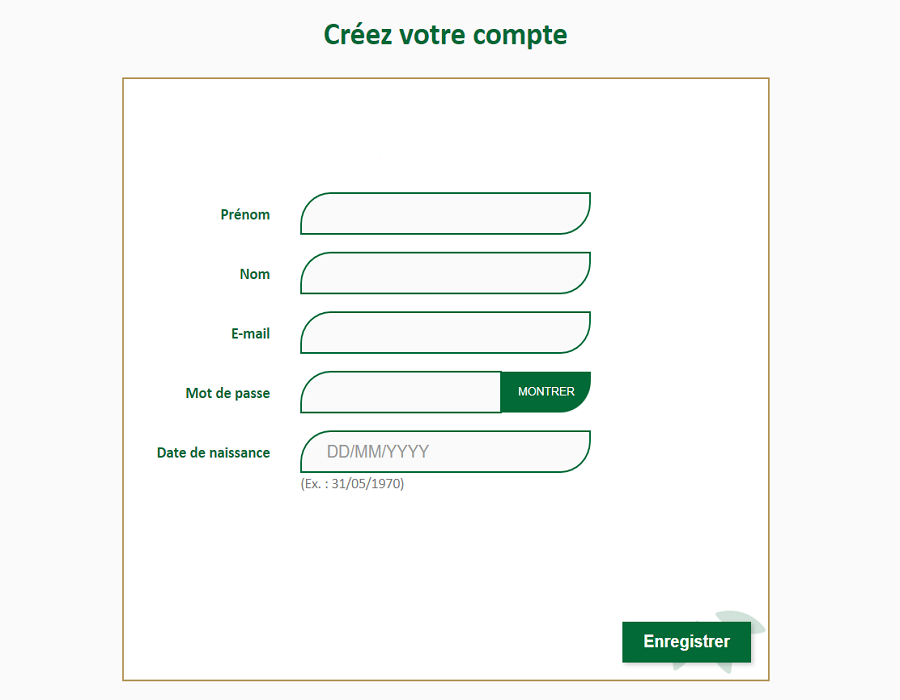 Créez votre compte
Prénom
Nom
E-mail
Mot de passe
MONTRER
Date de naissance
DD/MM/YYYY
(Ex. : 31/05/1970)
Enregistrer